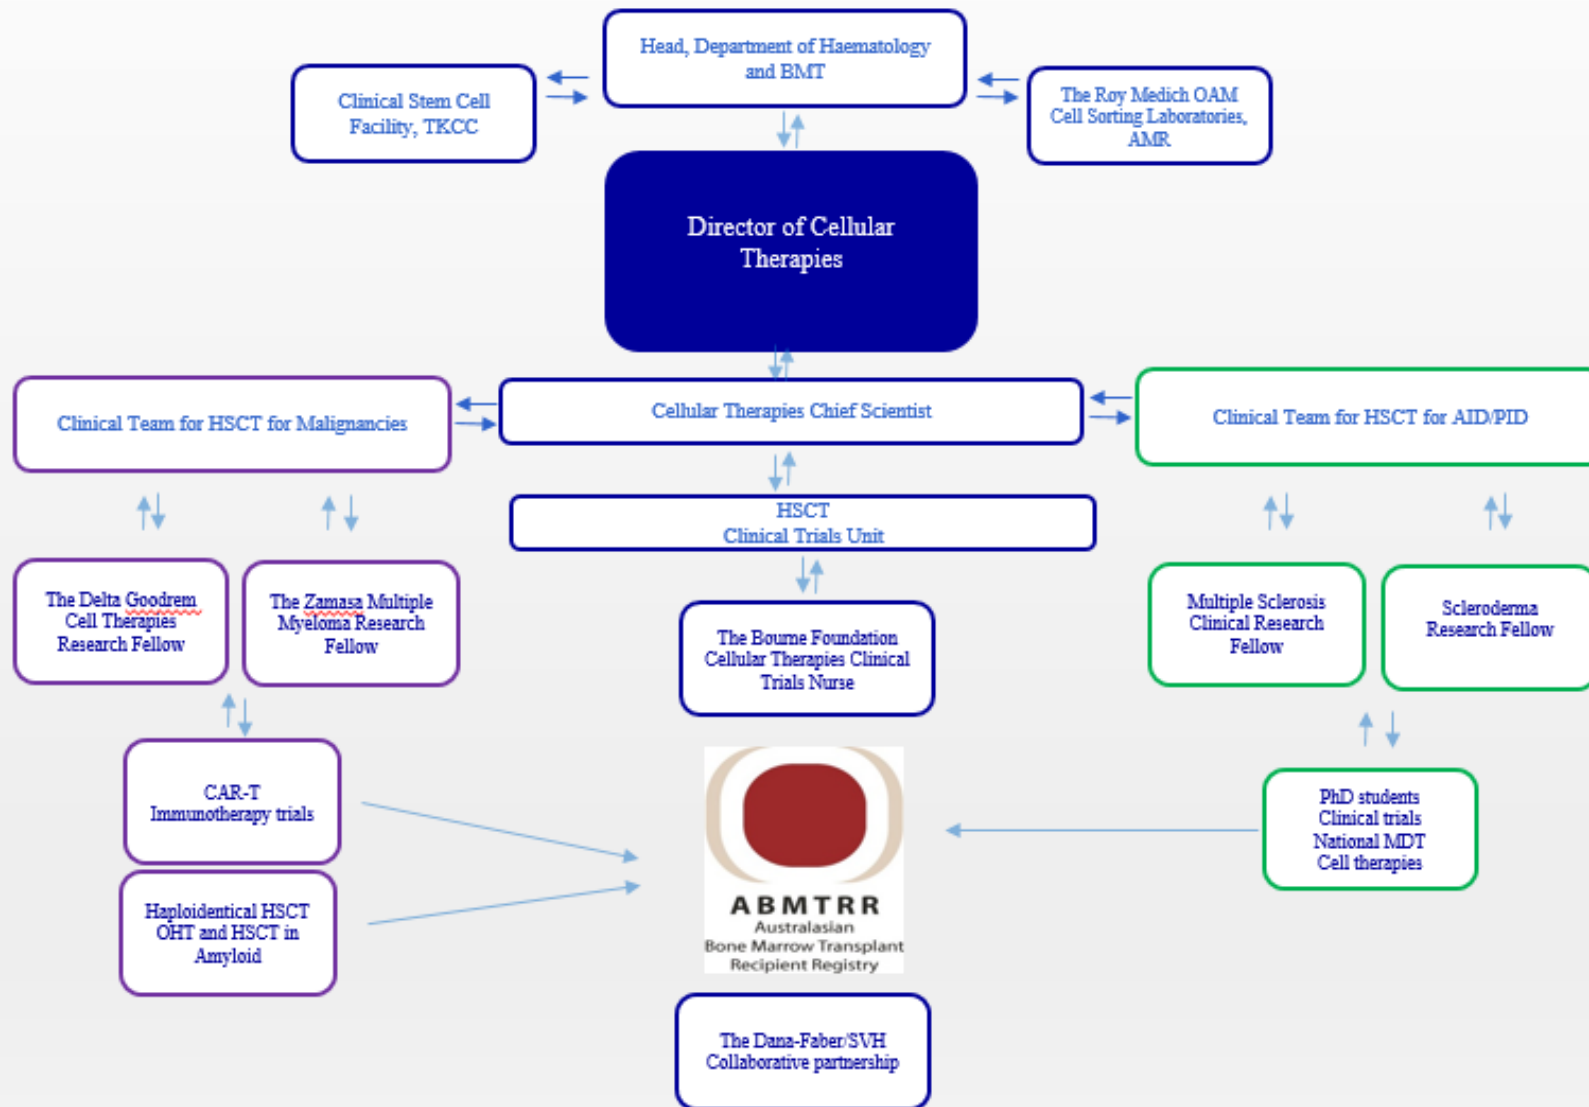 Head, Department of Haematology
and BMT
Clinical Stem Cell
Facility, TKCC
The Roy Medich OAM
Cell Sorting Laboratories,
AMR
Director of Cellular
Therapies
Clinical Team for HSCT for Malignancies
Cellular Therapies Chief Scientist
Clinical Team for HSCT for AID/PID
HSCT
Clinical Trials Unit
The Delta Goodrem
Cell Therapies
Research Fellow
The Zamasa Multiple
Myeloma Research
Fellow
The Bourne Foundation
Cellular Therapies Clinical
Trials Nurse
Multiple Sclerosis
Clinical Research
Fellow
Scleroderma
Research Fellow
CAR-T
Immunotherapy trials
PhD students
Clinical trials
National MDT
Cell therapies
Haploidentical HSCT
OHT and HSCT in
Amyloid
ABMTRR
Australasian
Bone Marrow Transplant
Recipient Registry
The Dana-Faber/SVH
Collaborative partnership